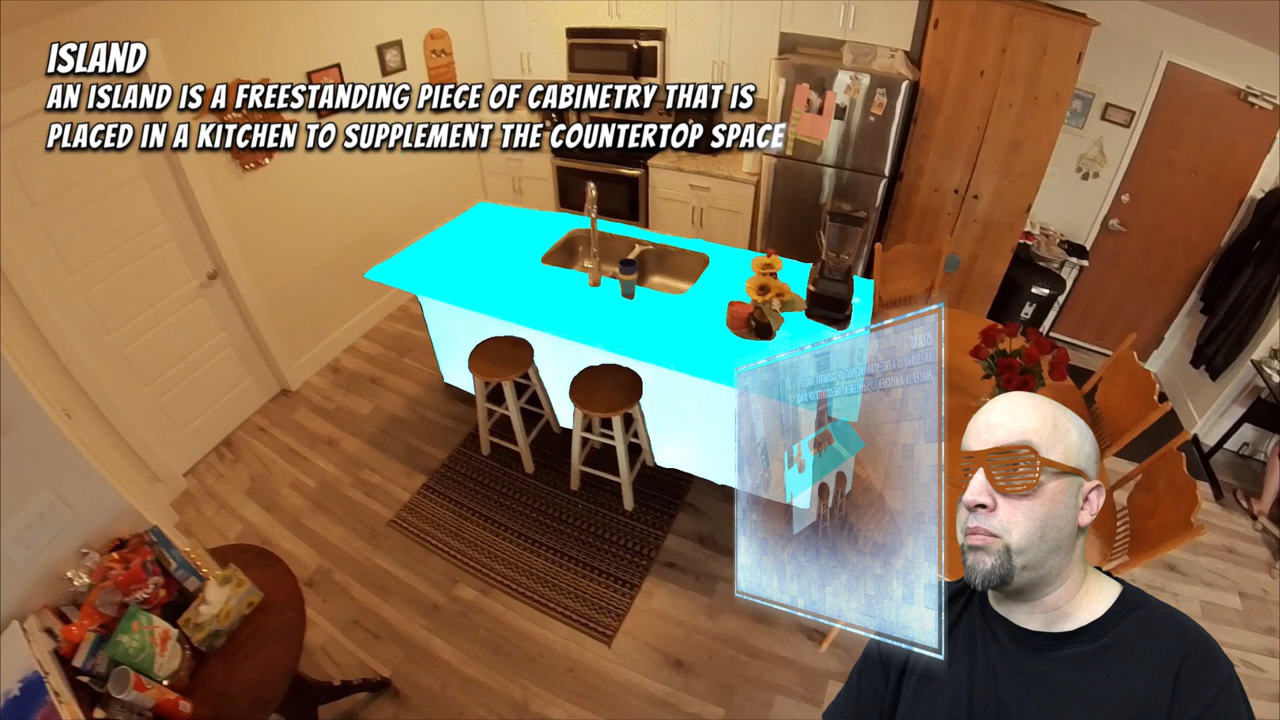 ISLAND
AN ISLAND IS A FREESTANDING PIECE OF CABINETRY THAT IS
PLACED IN A KITCHEN TO SUPPLEMENT THE COUNTERTOP SPACE